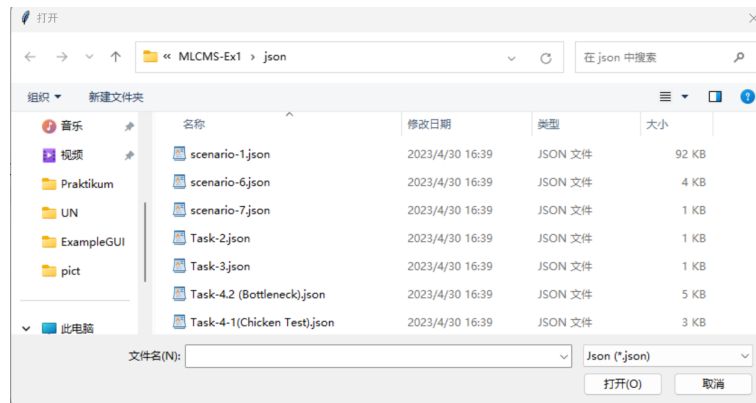 打开
« MLCMS-Ex1 › json
在 json 中搜索
组织 新建文件夹
名称 修改日期 类型 大小
音乐
视频
Praktikum
UN
ExampleGUI
pict
此电脑
scenario-1.json 2023/4/30 16:39 JSON 文件 92 KB
scenario-6.json 2023/4/30 16:39 JSON 文件 4 KB
scenario-7.json 2023/4/30 16:39 JSON 文件 1 KB
Task-2.json 2023/4/30 16:39 JSON 文件 1 KB
Task-3.json 2023/4/30 16:39 JSON 文件 1 KB
Task-4.2 (Bottleneck).json 2023/4/30 16:39 JSON 文件 5 KB
Task-4-1(Chicken Test).json 2023/4/30 16:39 JSON 文件 3 KB
文件名(N): Json (*.json)
打开(O) 取消